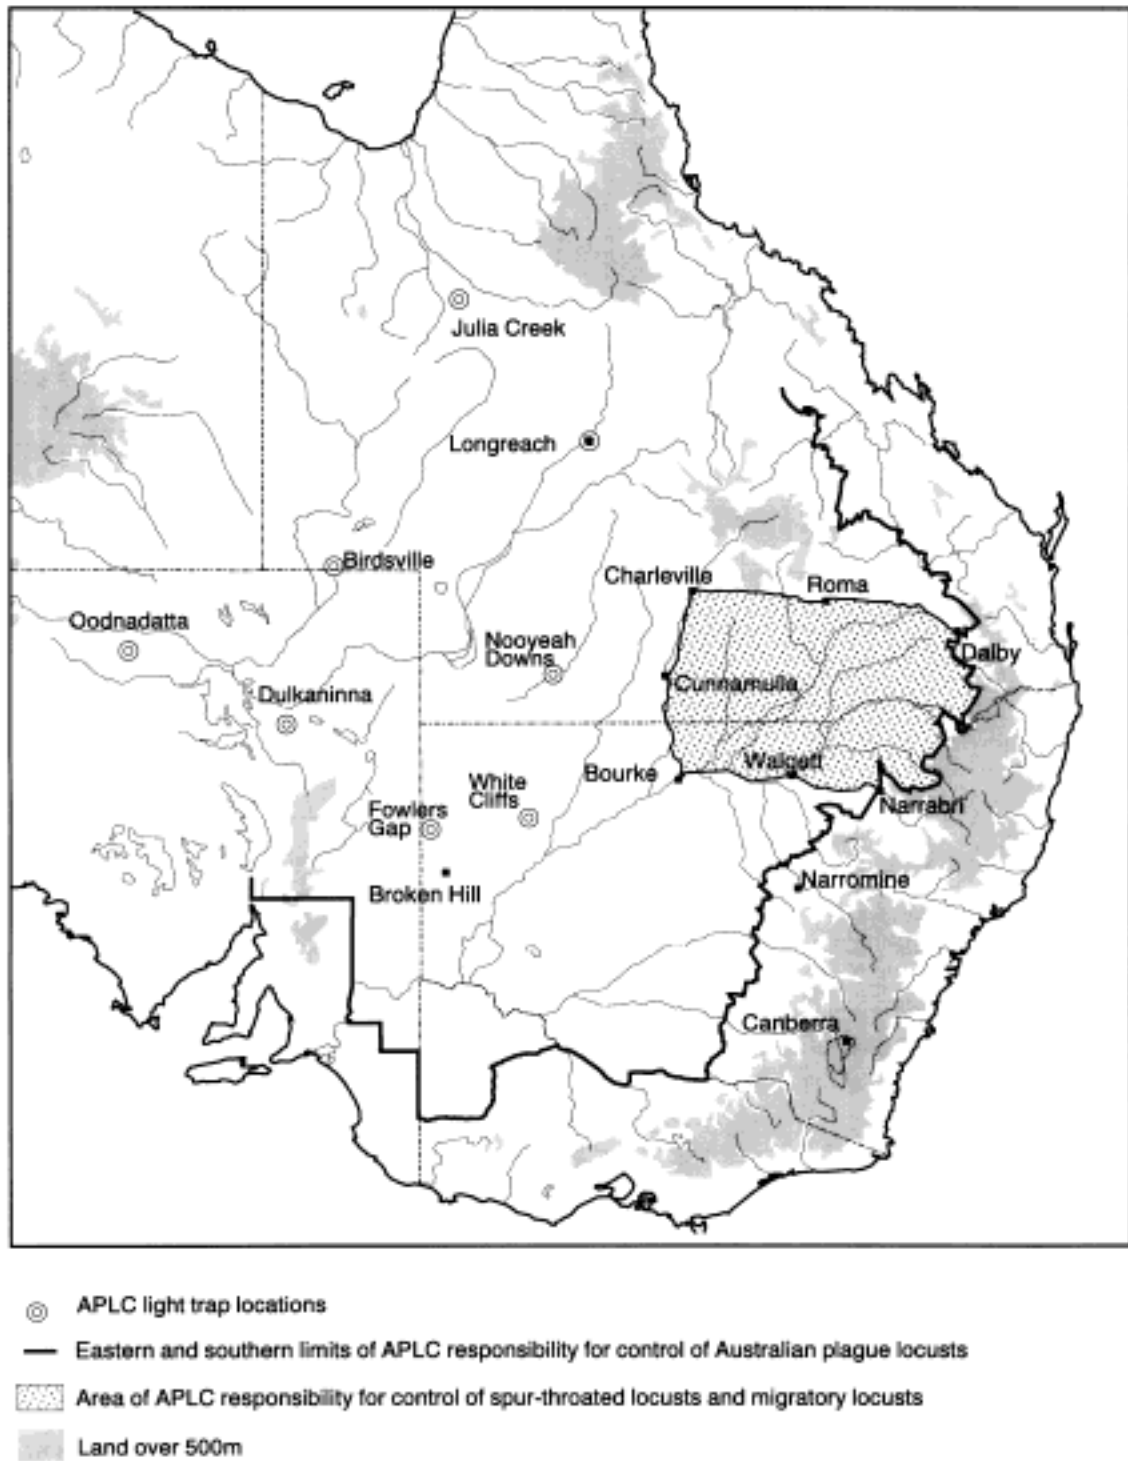 Julia Creek
Longreach
Birdsville
Charleville
Roma
Oodnadatta
Nooyeah
Downs
Dalby
Cunnamulla
Dulkaninna
Walgett
Bourke
White
Cliffs
Fowlers
Gap
Narrabri
Broken Hill
Narromine
Canberra
APLC light trap locations
Eastern and southern limits of APLC responsibility for control of Australian plague locusts
Area of APLC responsibility for control of spur-throated locusts and migratory locusts
Land over 500m